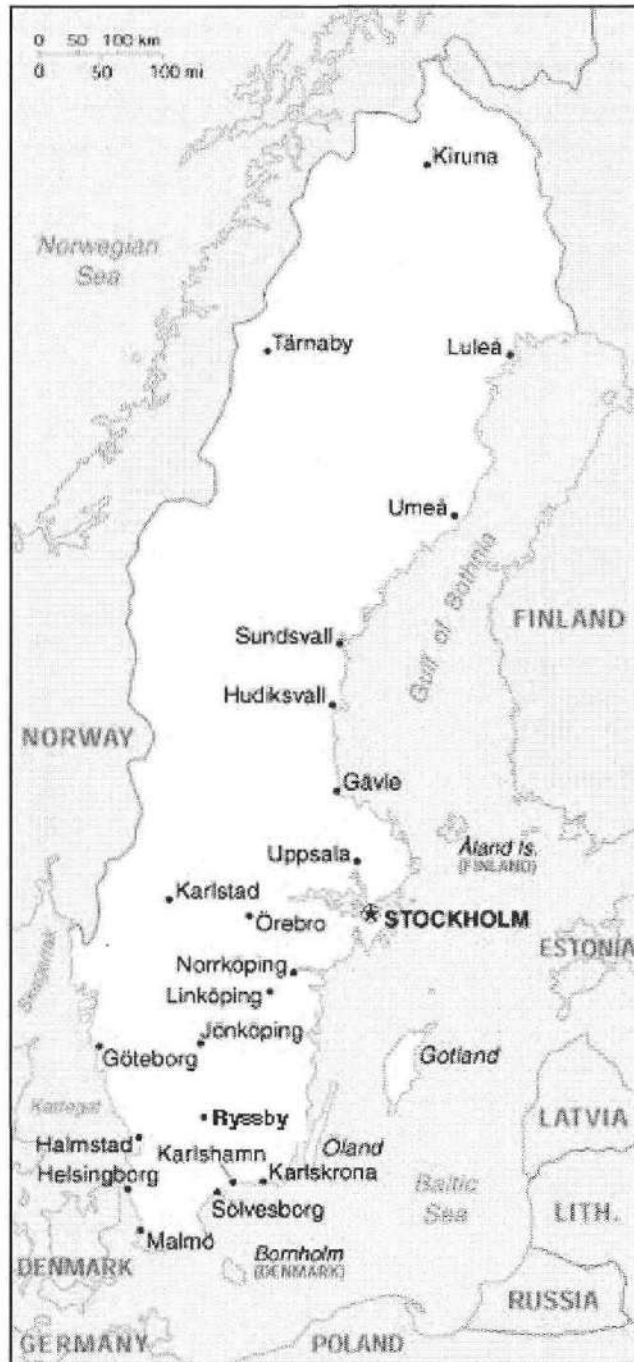 0 50 100 km
0 50 100 mi
Kiruna
Norwegian
Sea
Tärnaby
Luleå
Umeå
Gulf of Bothnia
FINLAND
Sundsvall
Hudiksvall
NORWAY
Gävle
Uppsala
Åland Is.
(FINLAND)
Karlstad
Örebro
STOCKHOLM
Skagerrak
ESTONIA
Norrköping
Linköping
Jönköping
Göteborg
Gotland
Kattegat
Ryssby
LATVIA
Halmstad
Karlshamn
Öland
Helsingborg
Karlskrona
Baltic
Sea
LITH.
Sölvesborg
Malmö
Bornholm
(DENMARK)
DENMARK
RUSSIA
GERMANY
POLAND